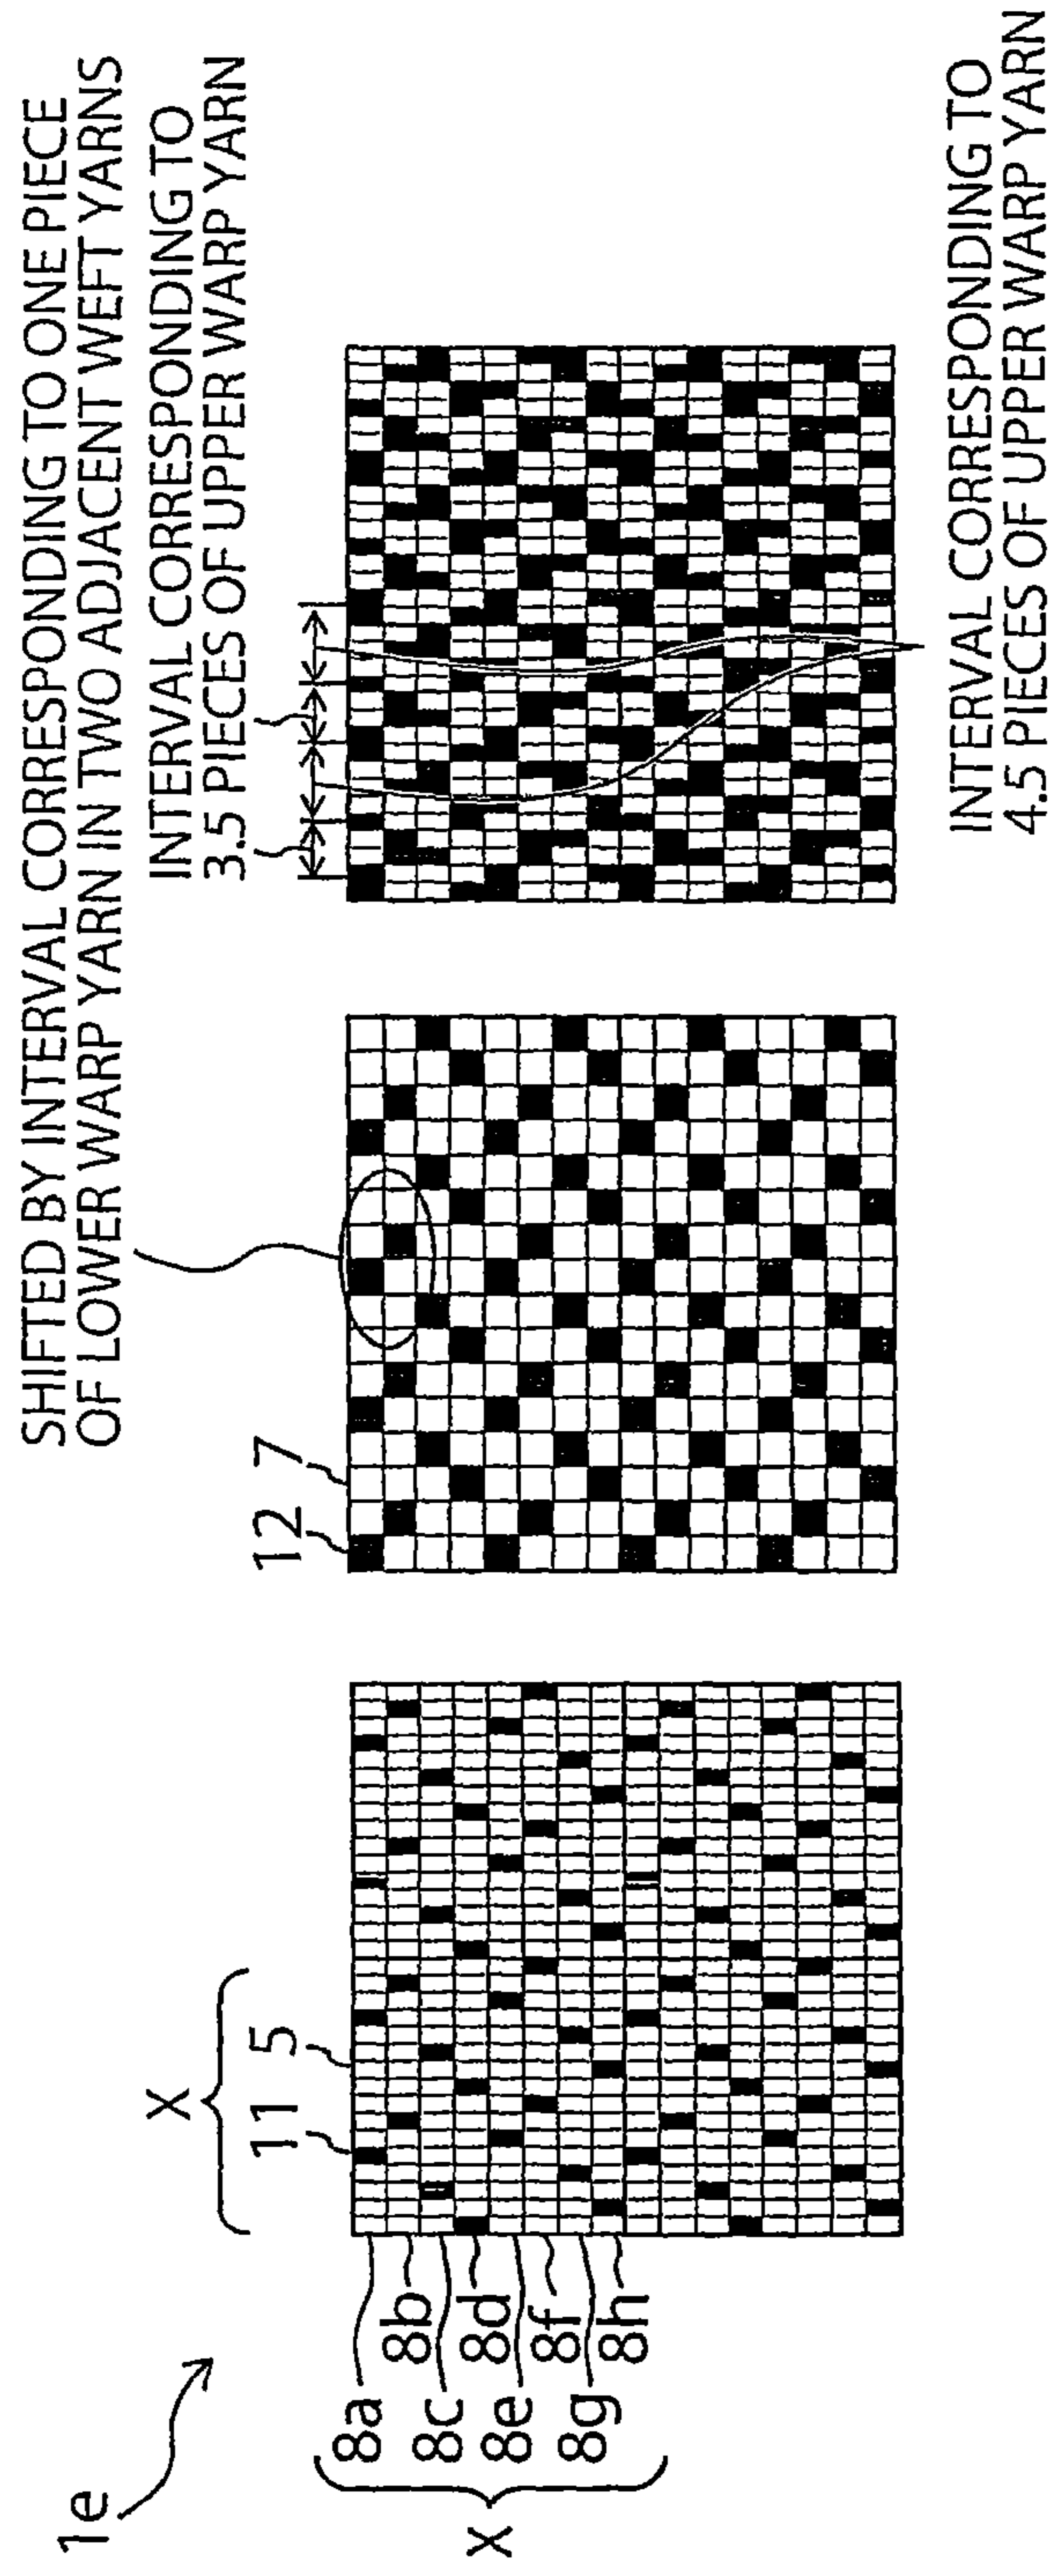 1e
SHIFTED BY INTERVAL CORRESPONDING TO ONE PIECE
OF LOWER WARP YARN IN TWO ADJACENT WEFT YARNS
INTERVAL CORRESPONDING TO
3.5 PIECES OF UPPER WARP YARN
X
11
5
12
7
X
8a
8b
8c
8d
8e
8f
8g
8h
INTERVAL CORRESPONDING TO
4.5 PIECES OF UPPER WARP YARN